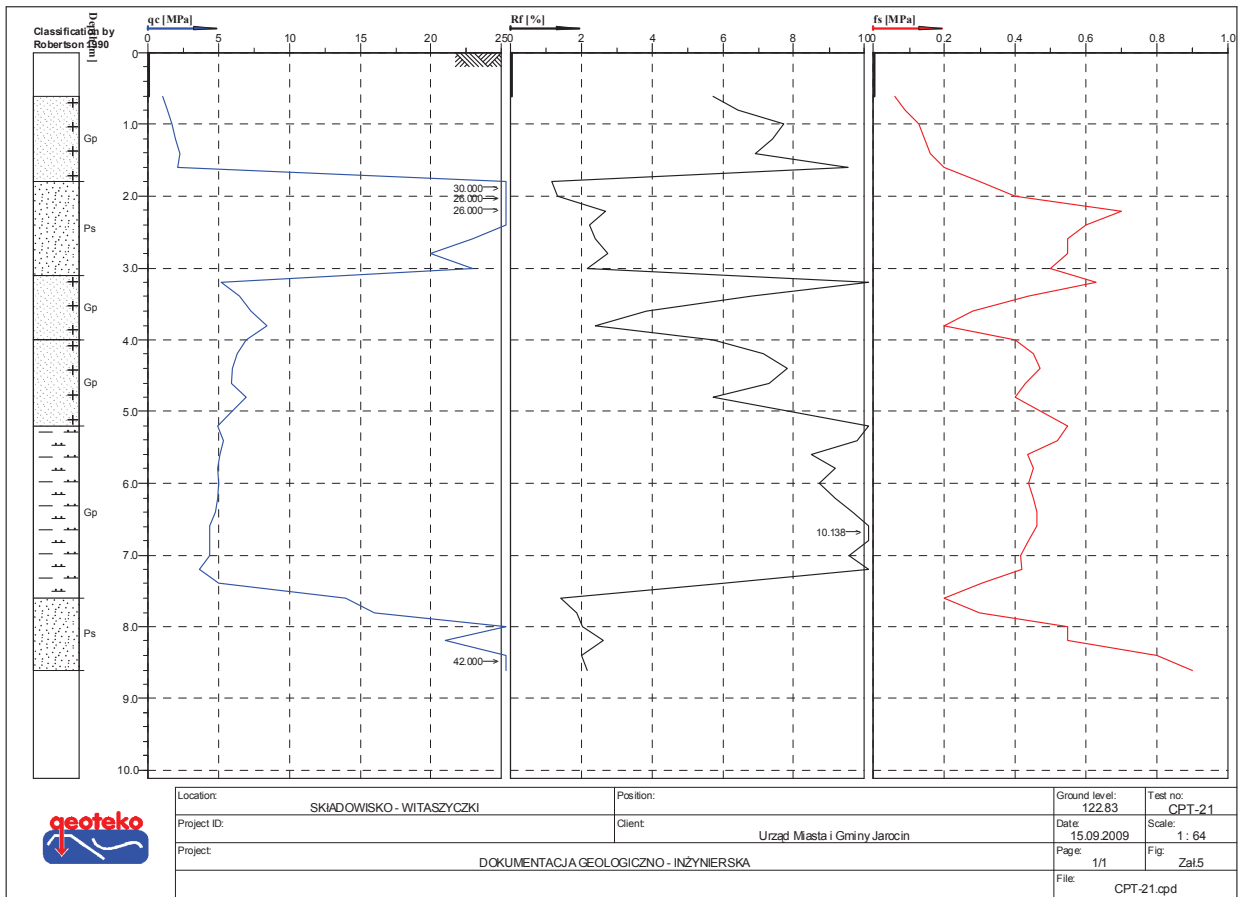 Classification by
Robertson 1990
Depth [m]
qc [MPa]
Rf [%]
fs [MPa]
0 5 10 15 20 25
0 2 4 6 8 10
0 0.2 0.4 0.6 0.8 1.0
0
1.0
2.0
3.0
4.0
5.0
6.0
7.0
8.0
9.0
10.0
Gp
Ps
Gp
Gp
Gp
Ps
30.000
26.000
26.000
42.000
10.138
geoteko
Location:
SKŁADOWISKO - WITASZYCZKI
Position:
Ground level:
122.83
Test no:
CPT-21
Project ID:
Client:
Urząd Miasta i Gminy Jarocin
Date:
15.09.2009
Scale:
1 : 64
Project:
DOKUMENTACJA GEOLOGICZNO - INŻYNIERSKA
Page:
1/1
Fig:
Zał.5
File:
CPT-21.cpd